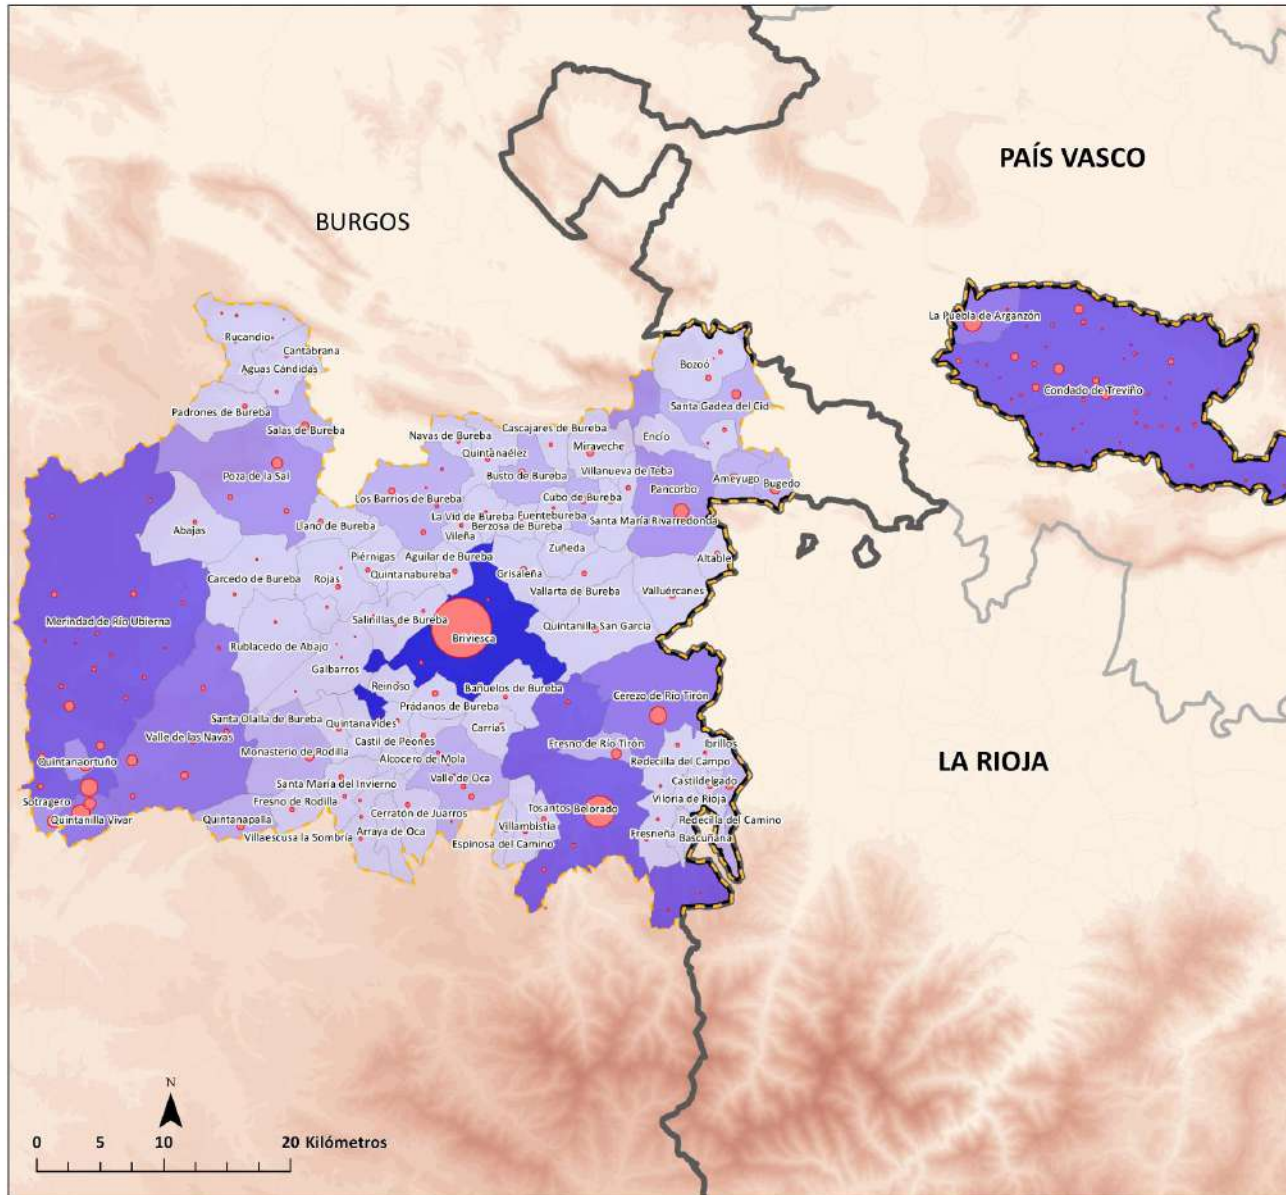 PAÍS VASCO
BURGOS
La Puebla de Arganzón
Rucandio
Cantabrana
Aguas Cándidas
Bozoó
Condado de Treviño
Padrones de Bureba
Santa Gadea del Cid
Salas de Bureba
Navas de Bureba
Cascajares de Bureba
Encío
Quintanaélez
Miraveche
Poza de la Sal
Busto de Bureba
Villanueva de Teba
Ameyugo
Bugedo
Los Barrios de Bureba
Cubo de Bureba
Pancorbo
La Vid de Bureba
Fuentebureba
Llano de Bureba
Berzosa de Bureba
Santa María Rivarredonda
Abajas
Vileña
Zuñeda
Piérnigas
Aguilar de Bureba
Altable
Carcedo de Bureba
Rojas
Quintanabureba
Grisaleña
Vallarta de Bureba
Valluércanes
Merindad de Río Ubierna
Salinillas de Bureba
Quintanilla San García
Briviesca
Rublacedo de Abajo
Galbarros
Reinoso
Bañuelos de Bureba
Cerezo de Río Tirón
Prádanos de Bureba
Santa Olalla de Bureba
Quintanavides
Carrias
Valle de las Navas
Castil de Peones
Fresno de Río Tirón
Ibrillos
Monasterio de Rodilla
Alcocero de Mola
Redecilla del Campo
LA RIOJA
Quintanaortuño
Santa María del Invierno
Valle de Oca
Castildelgado
Sotragero
Fresno de Rodilla
Tosantos
Belorado
Viloria de Rioja
Quintanilla Vivar
Quintanapalla
Cerratón de Juarros
Villambistia
Redecilla del Camino
Villaescusa la Sombría
Arraya de Oca
Fresneña
Bascuñana
Espinosa del Camino
N
0 5 10 20 Kilómetros